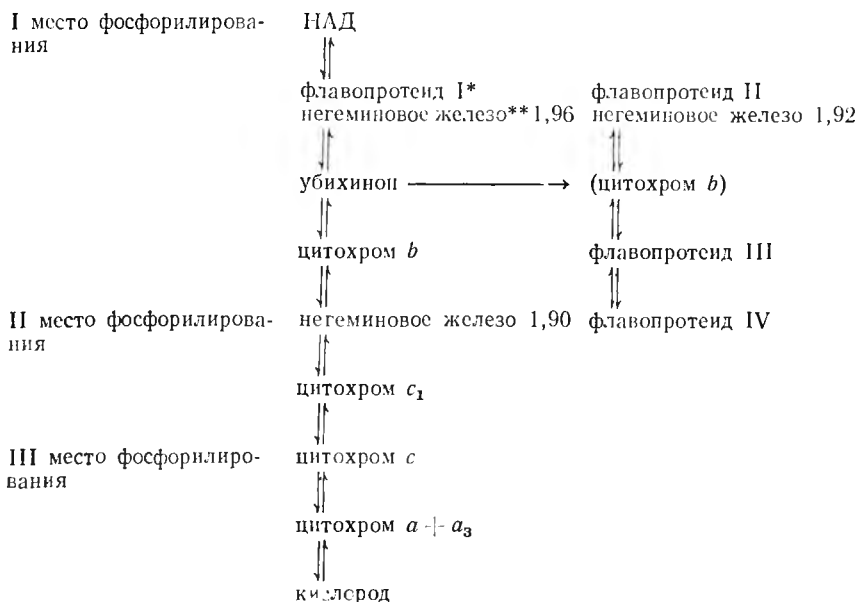 I место фосфорилирова- НАД
ния
флавопротеид I* флавопротеид II
негеминовое железо** 1,96 негеминовое железо 1,92
убихинон (цитохром b)
цитохром b флавопротеид III
II место фосфорилирова- негеминовое железо 1,90 флавопротеид IV
ния
цитохром c₁
III место фосфорилиро- цитохром c
вания
цитохром a + a₃
кислород